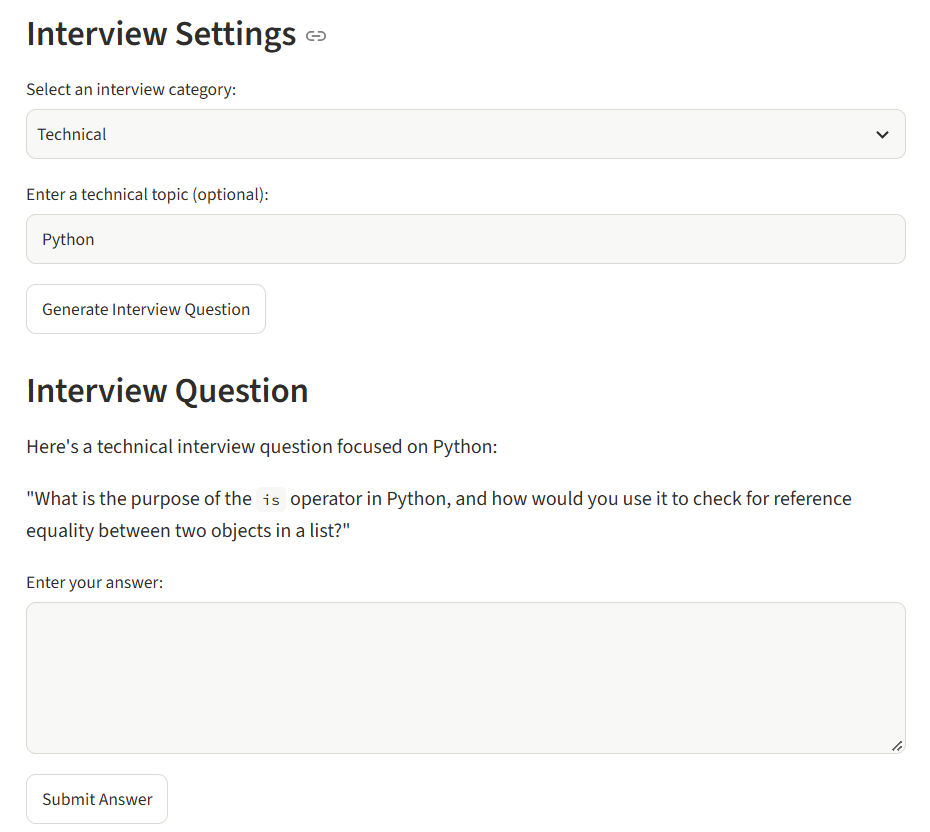 Interview Settings
Select an interview category:
Technical
Enter a technical topic (optional):
Python
Generate Interview Question
Interview Question
Here's a technical interview question focused on Python:
"What is the purpose of the is operator in Python, and how would you use it to check for reference
equality between two objects in a list?"
Enter your answer:
Submit Answer